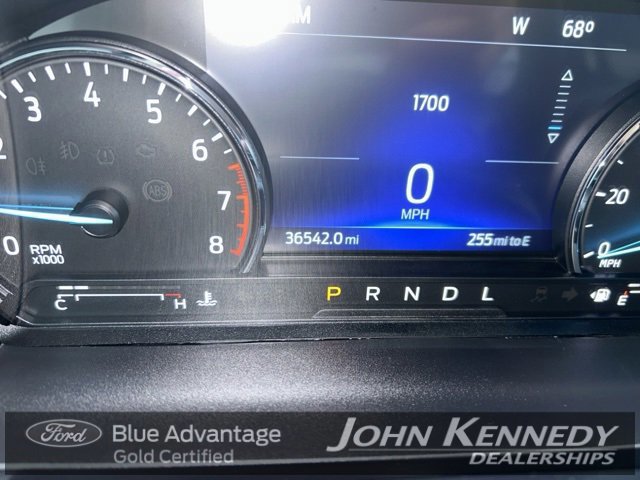 W 68°
1700
0
MPH
36542.0 mi 255 mi to E
3 4 5 6 7 8
0
RPM
x1000
ABS
20
0
MPH
C H P R N D L E
Ford Blue Advantage
Gold Certified
JOHN KENNEDY
DEALERSHIPS